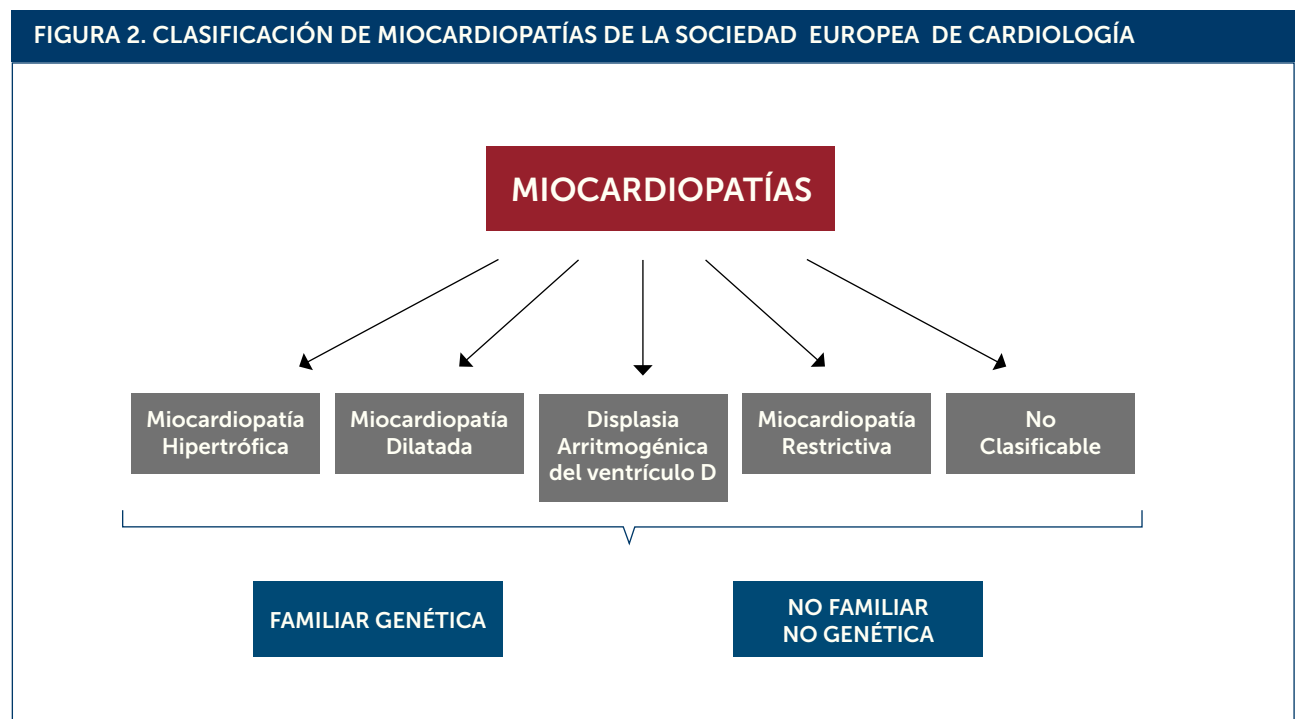 FIGURA 2. CLASIFICACIÓN DE MIOCARDIOPATÍAS DE LA SOCIEDAD EUROPEA DE CARDIOLOGÍA
MIOCARDIOPATÍAS
Miocardiopatía
Hipertrófica
Miocardiopatía
Dilatada
Displasia
Arritmogénica
del ventrículo D
Miocardiopatía
Restrictiva
No
Clasificable
FAMILIAR GENÉTICA
NO FAMILIAR
NO GENÉTICA